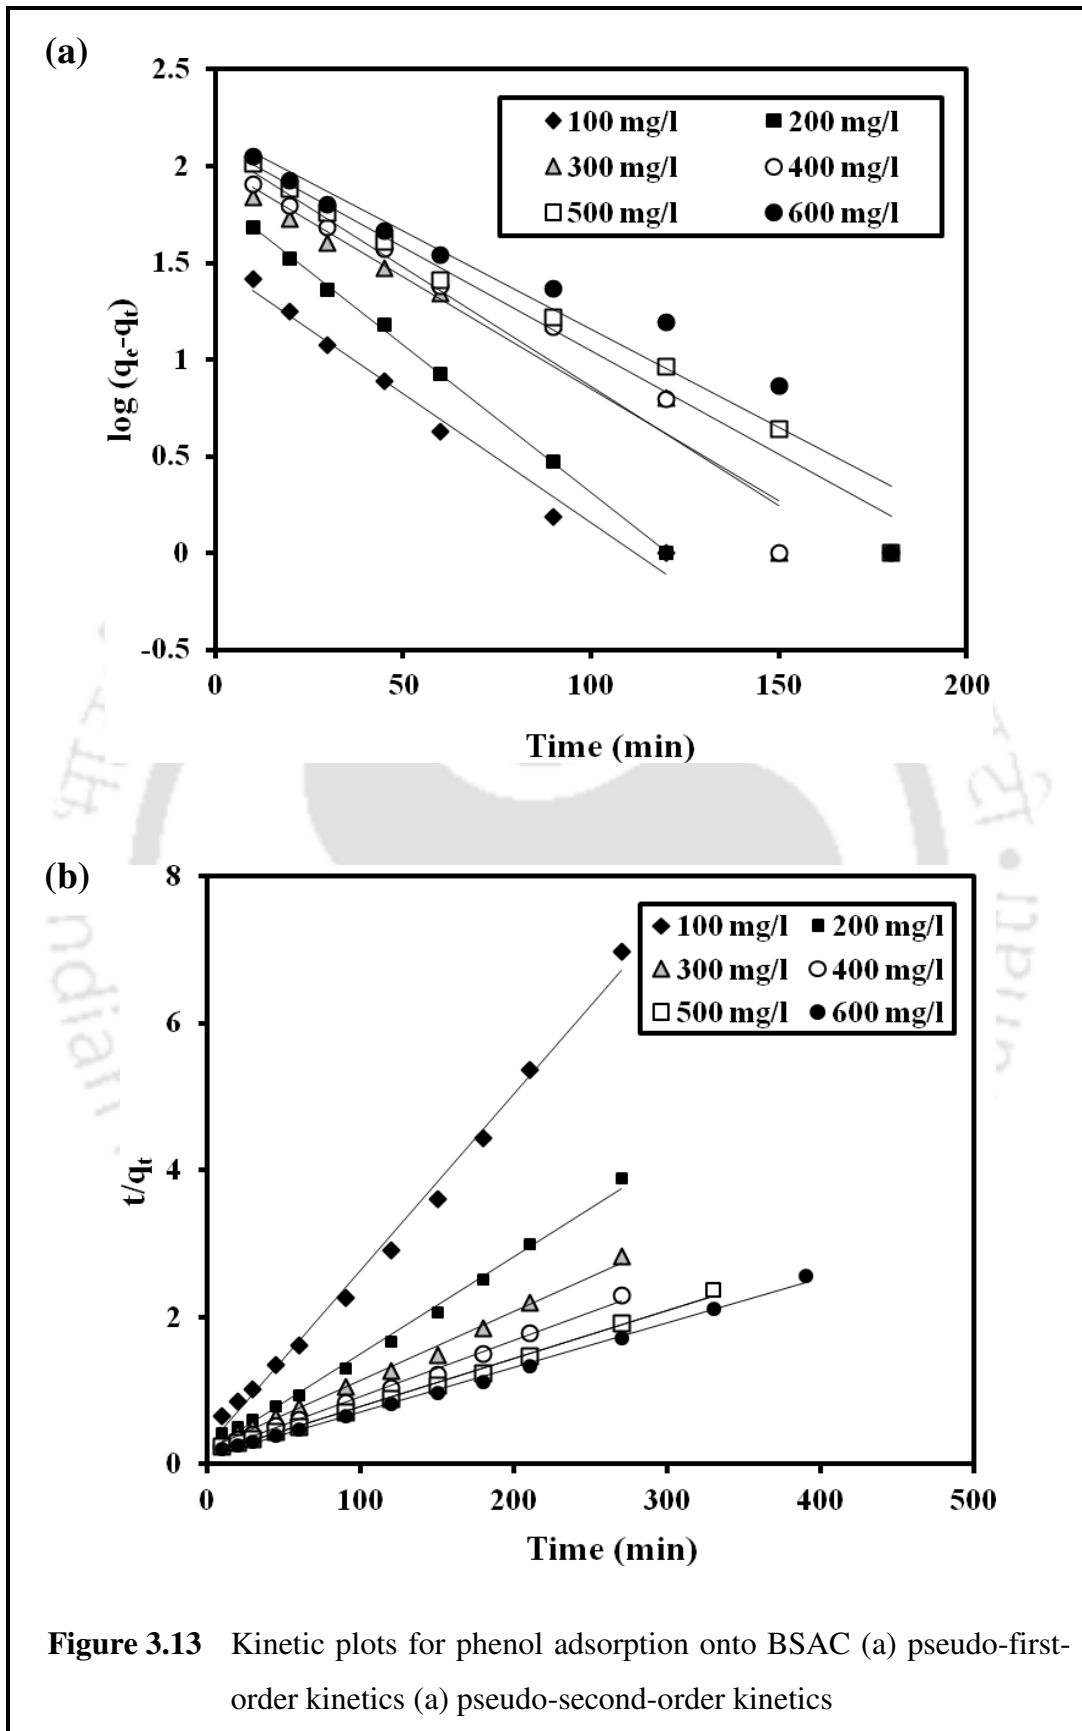 (a)
2.5
2
1.5
1
0.5
0
-0.5
log (qe-qt)
100 mg/l 200 mg/l
300 mg/l 400 mg/l
500 mg/l 600 mg/l
0 50 100 150 200
Time (min)
(b)
8
6
4
2
0
t/qt
100 mg/l 200 mg/l
300 mg/l 400 mg/l
500 mg/l 600 mg/l
0 100 200 300 400 500
Time (min)
Figure 3.13 Kinetic plots for phenol adsorption onto BSAC (a) pseudo-first-
order kinetics (a) pseudo-second-order kinetics